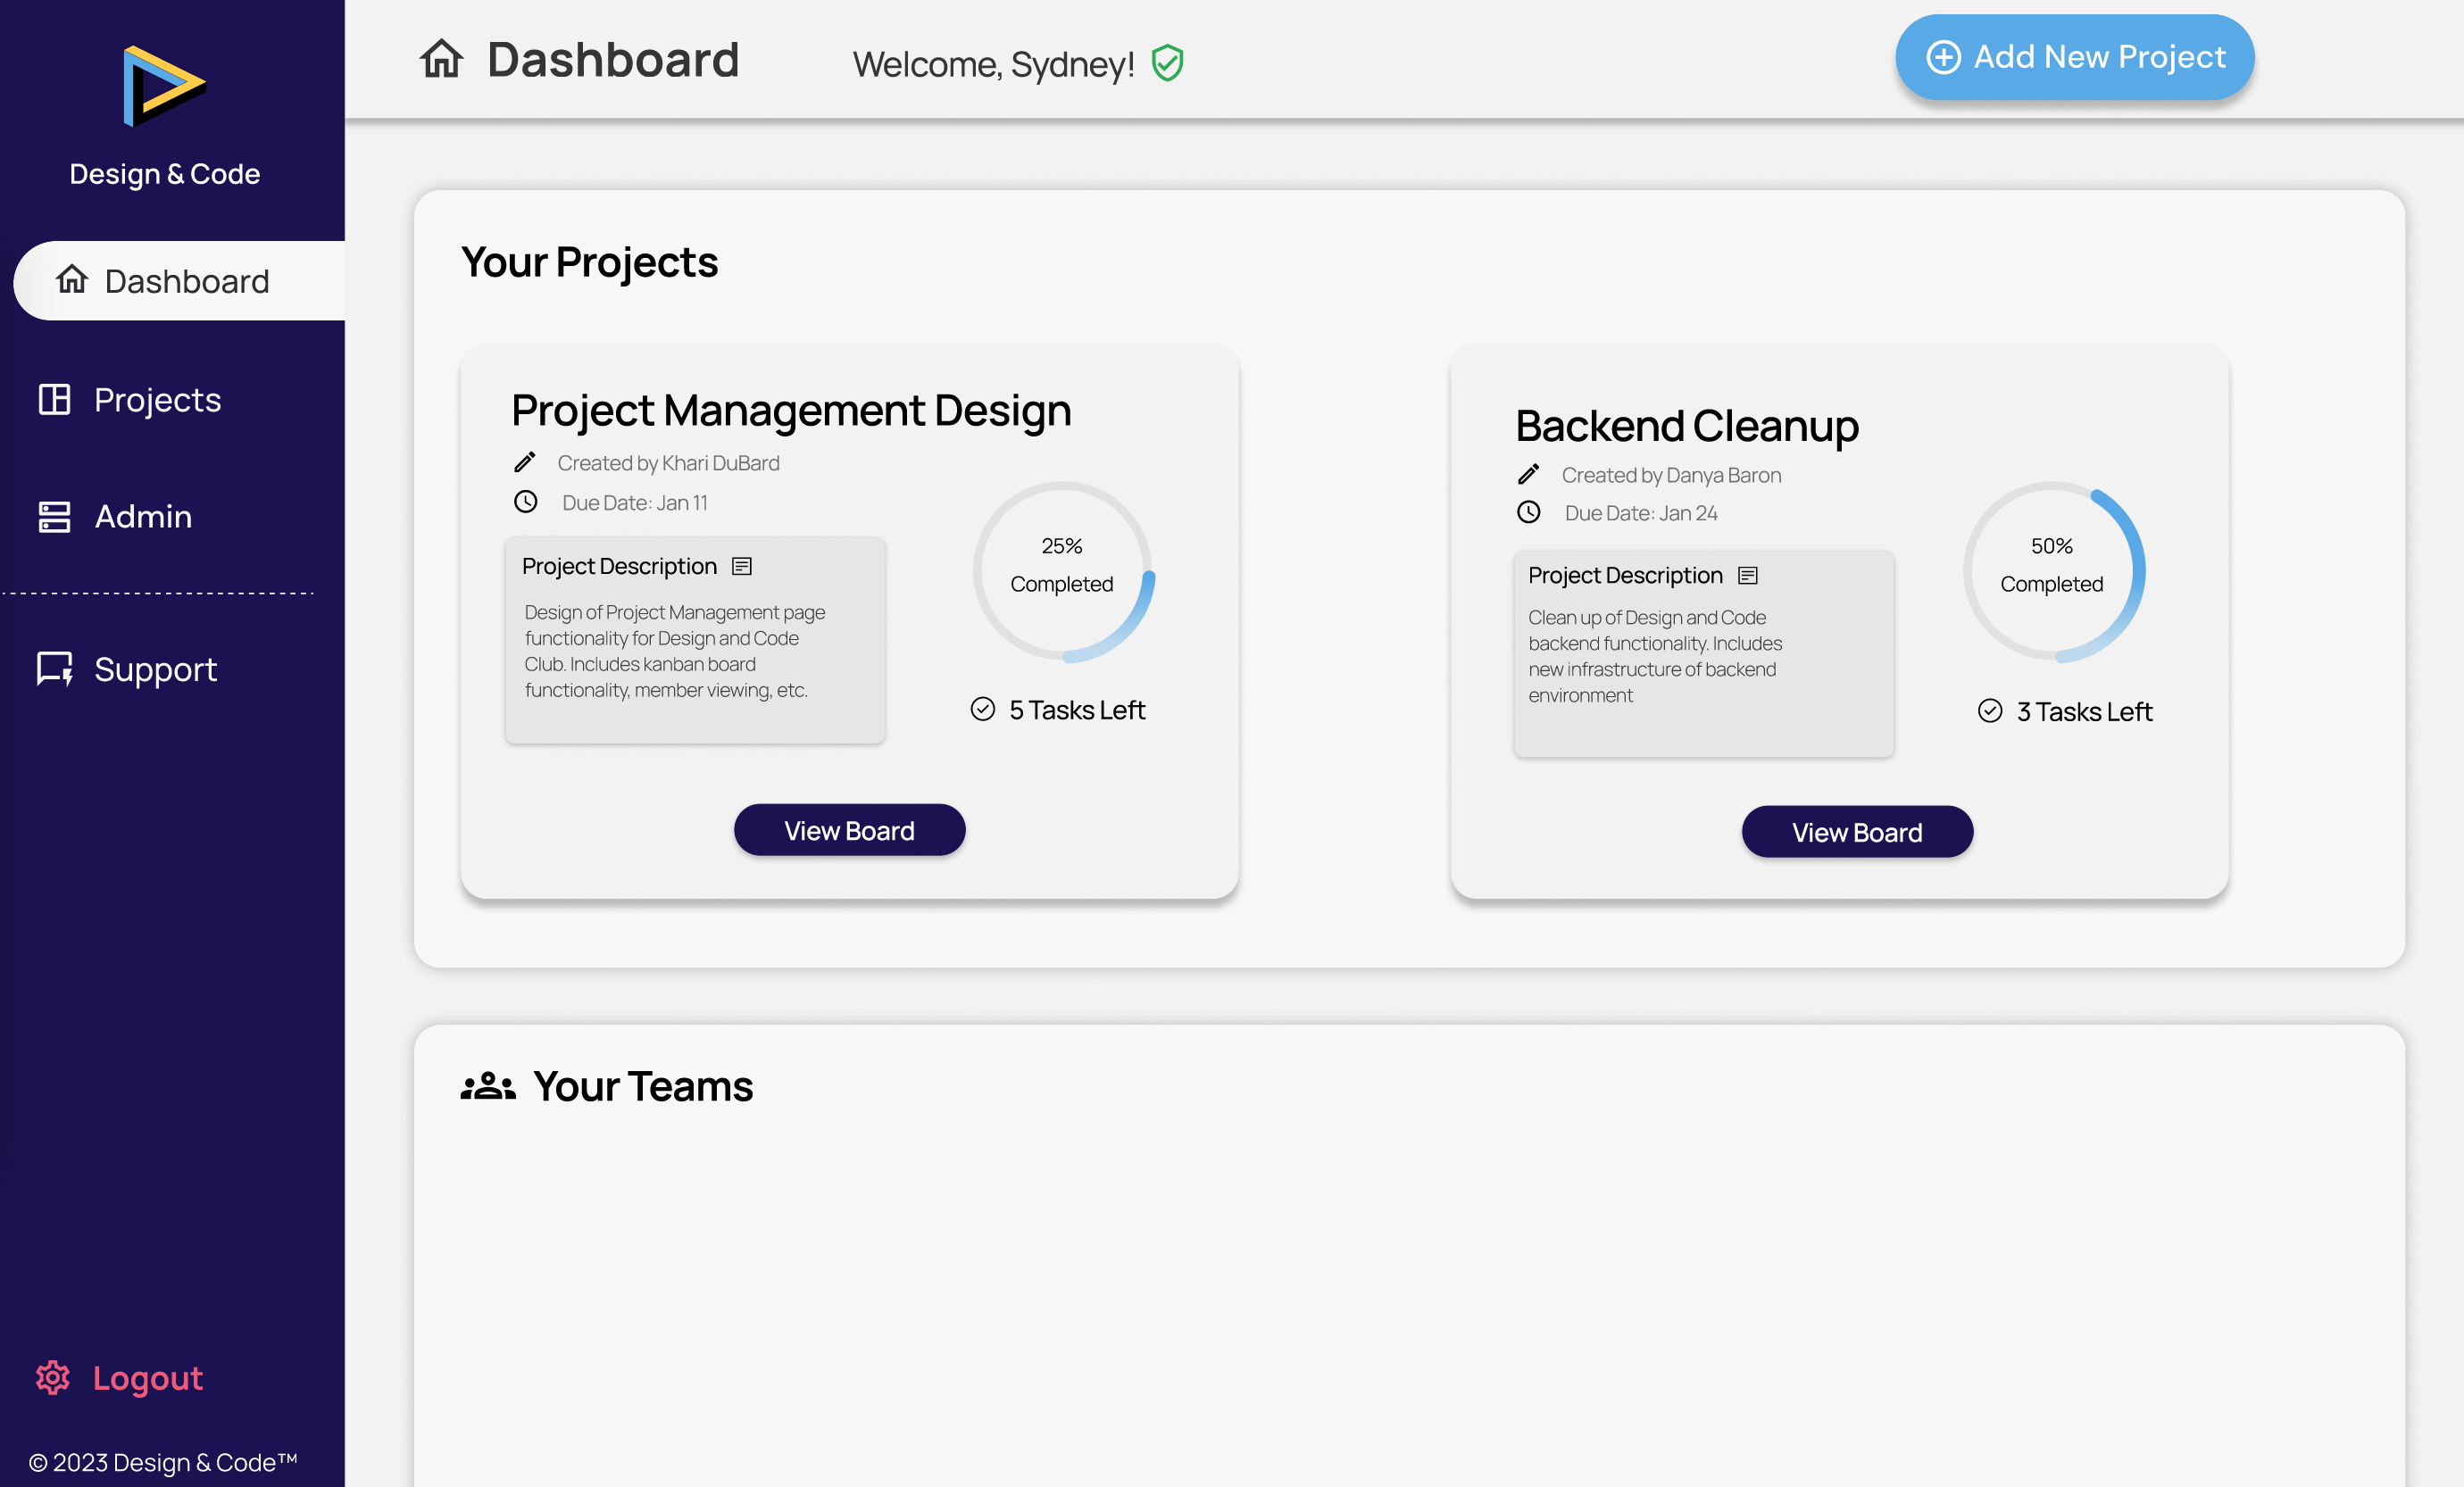 Design & Code
Dashboard
Projects
Admin
Support
Logout
© 2023 Design & Code™
Dashboard
Welcome, Sydney!
Add New Project
Your Projects
Project Management Design
Created by Khari DuBard
Due Date: Jan 11
Project Description
Design of Project Management page
functionality for Design and Code
Club. Includes kanban board
functionality, member viewing, etc.
25%
Completed
5 Tasks Left
View Board
Backend Cleanup
Created by Danya Baron
Due Date: Jan 24
Project Description
Clean up of Design and Code
backend functionality. Includes
new infrastructure of backend
environment
50%
Completed
3 Tasks Left
View Board
Your Teams